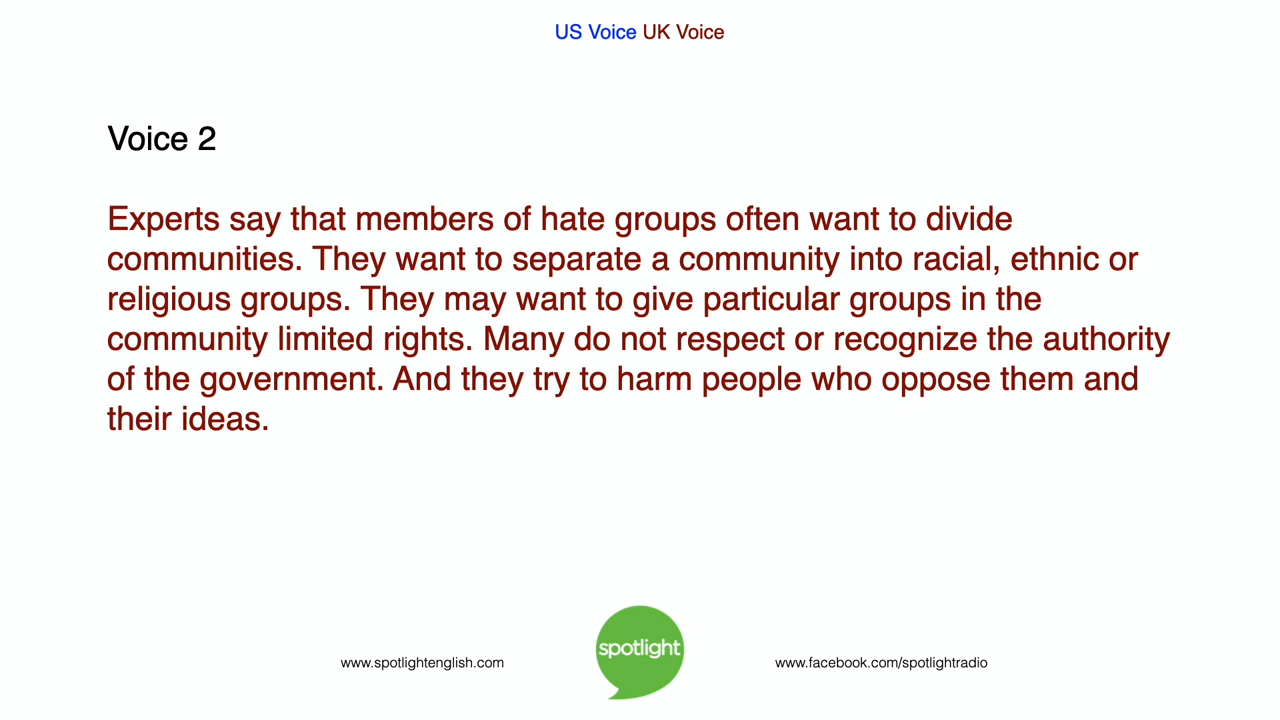 US Voice UK Voice
Voice 2
Experts say that members of hate groups often want to divide
communities. They want to separate a community into racial, ethnic or
religious groups. They may want to give particular groups in the
community limited rights. Many do not respect or recognize the authority
of the government. And they try to harm people who oppose them and
their ideas.
spotlight
www.spotlightenglish.com
www.facebook.com/spotlightradio